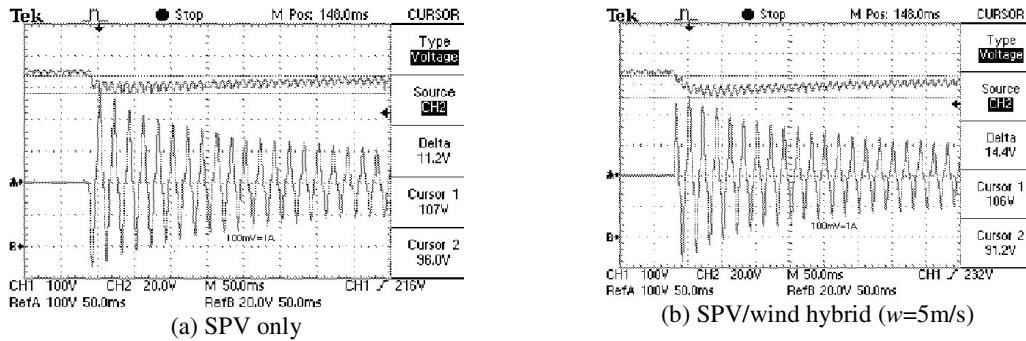 Tek Stop M Pos: 148.0ms CURSOR
Type
Voltage
Source
CH2
Delta
11.2V
Cursor 1
107V
Cursor 2
96.0V
A
B
100mV=1A
CH1 100V CH2 20.0V M 50.0ms CH1 216V
RefA 100V 50.0ms RefB 20.0V 50.0ms
(a) SPV only
Tek Stop M Pos: 148.0ms CURSOR
Type
Voltage
Source
CH2
Delta
14.4V
Cursor 1
106V
Cursor 2
91.2V
A
B
100mV=1A
CH1 100V CH2 20.0V M 50.0ms CH1 232V
RefA 100V 50.0ms RefB 20.0V 50.0ms
(b) SPV/wind hybrid (w=5m/s)